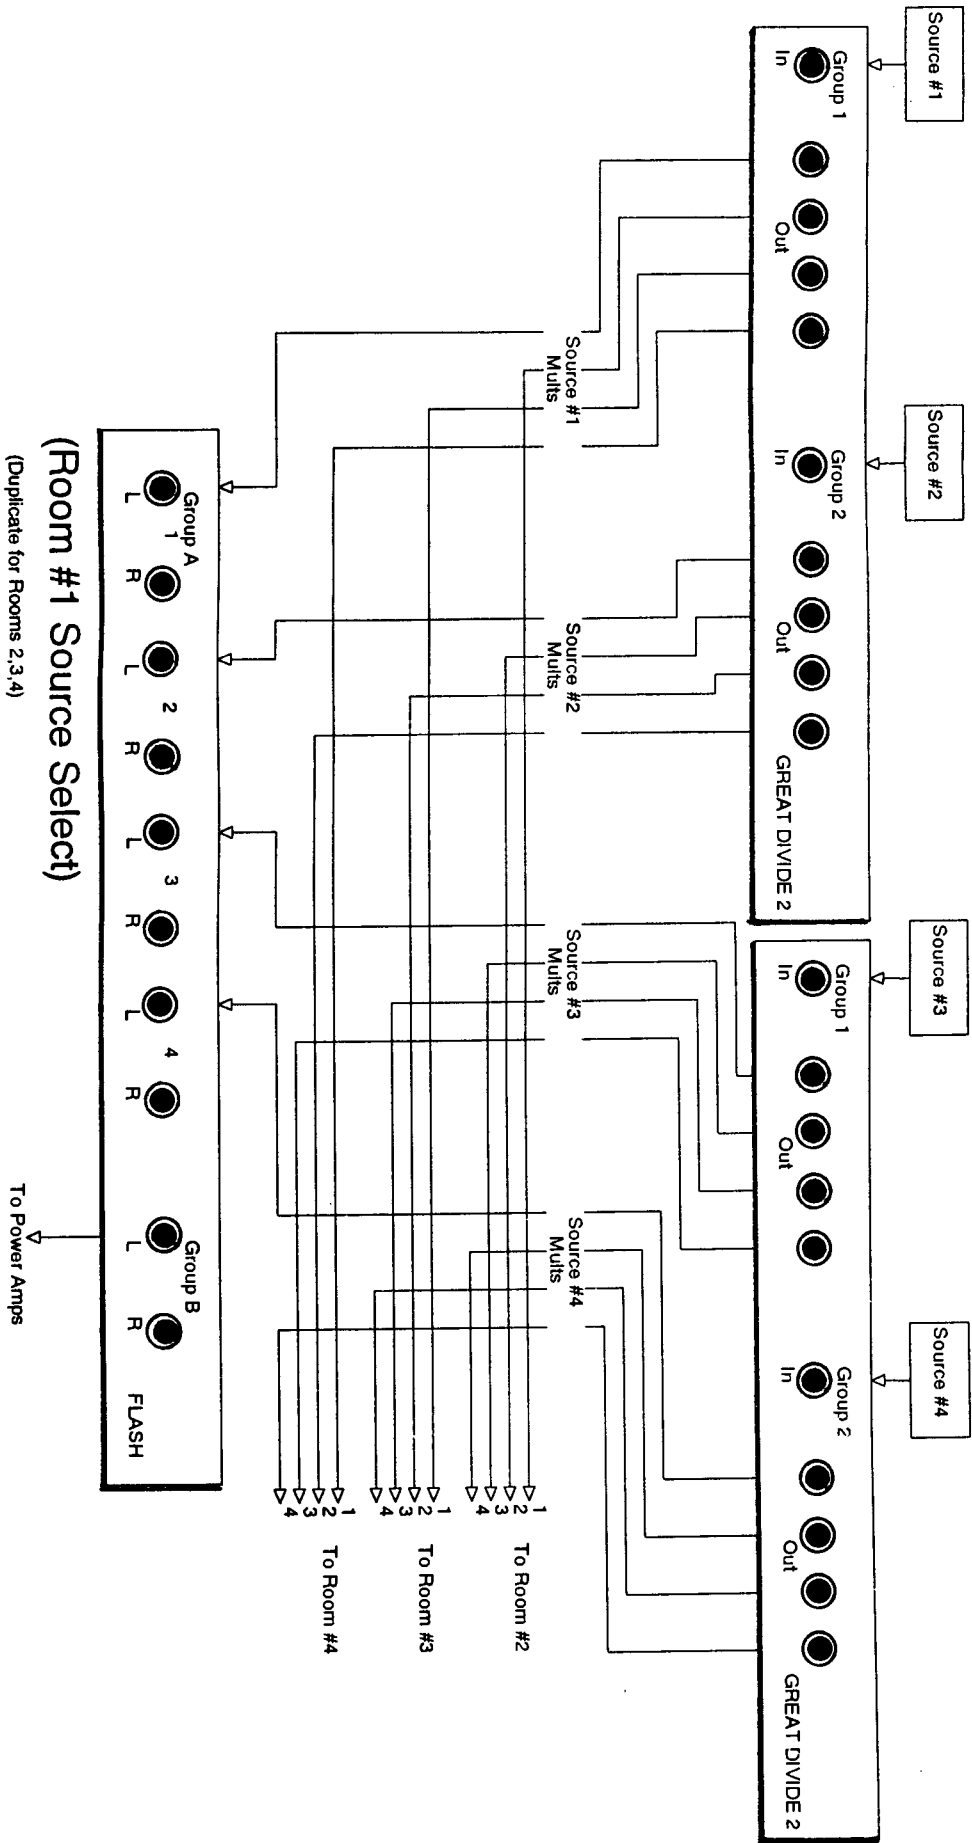 Source #1
Source #2
Source #3
Source #4
Group 1
In
Out
Group 2
In
Out
GREAT DIVIDE 2
Group 1
In
Out
Group 2
In
Out
GREAT DIVIDE 2
Source #1
Mults
Source #2
Mults
Source #3
Mults
Source #4
Mults
1
2
3
4
To Room #2
1
2
3
4
To Room #3
1
2
3
4
To Room #4
Group A
1
L
R
2
L
R
3
L
R
4
L
R
Group B
L
R
FLASH
(Room #1 Source Select)
(Duplicate for Rooms 2,3,4)
To Power Amps